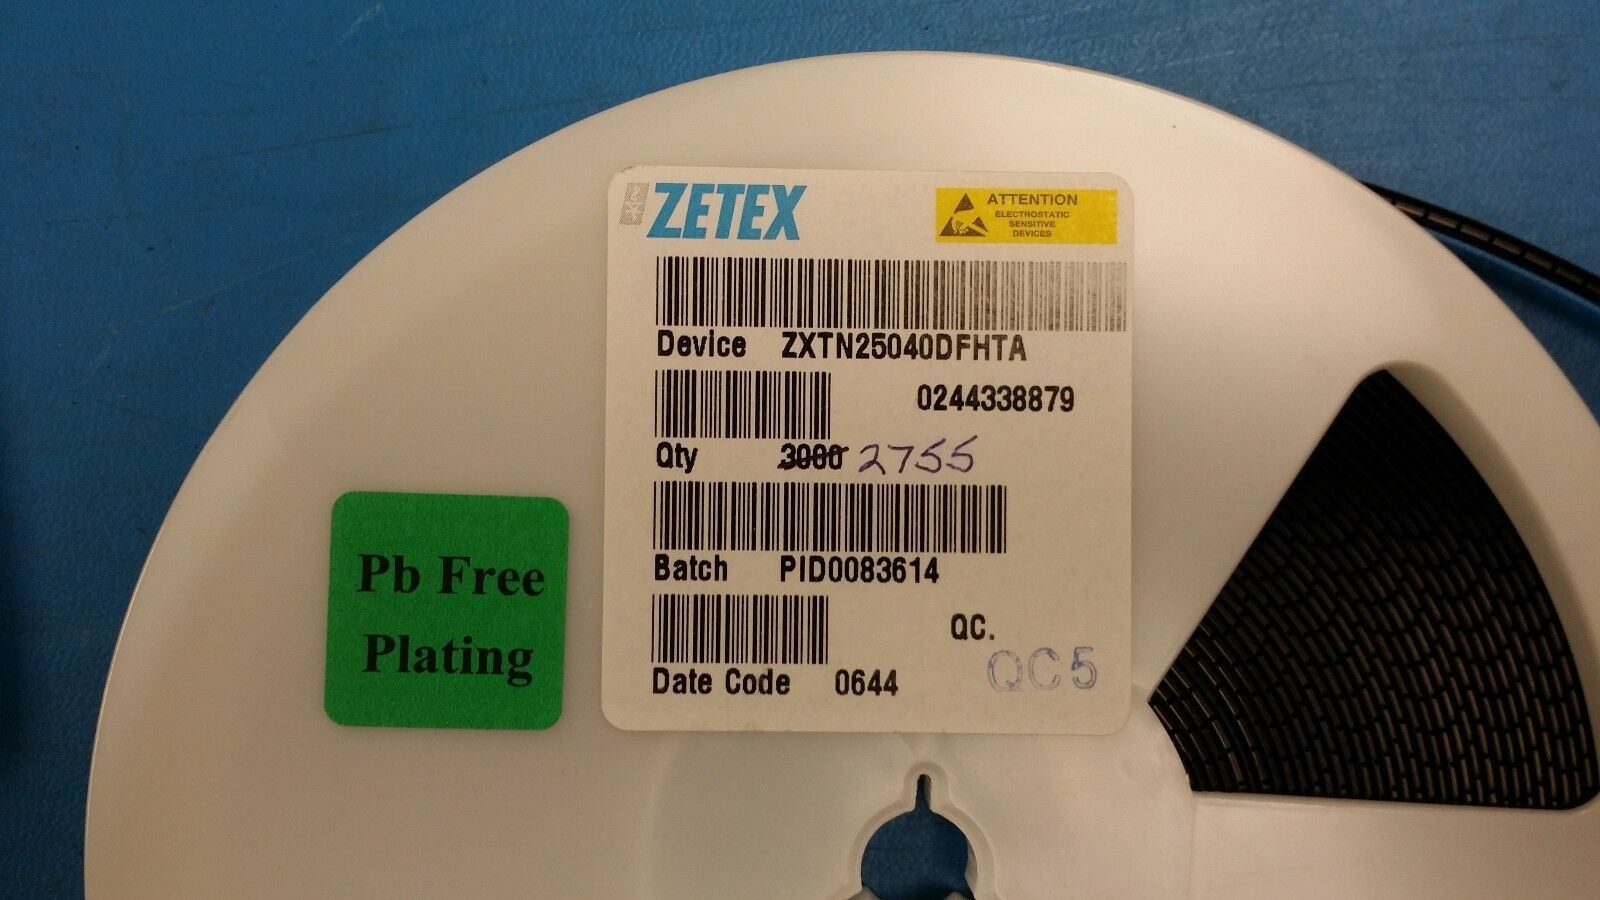 ZETEX
ATTENTION
ELECTROSTATIC
SENSITIVE
DEVICES
Device ZXTN25040DFHTA
0244338879
Qty 3000 2755
Batch PID0083614
QC.
QC5
Date Code 0644
Pb Free
Plating